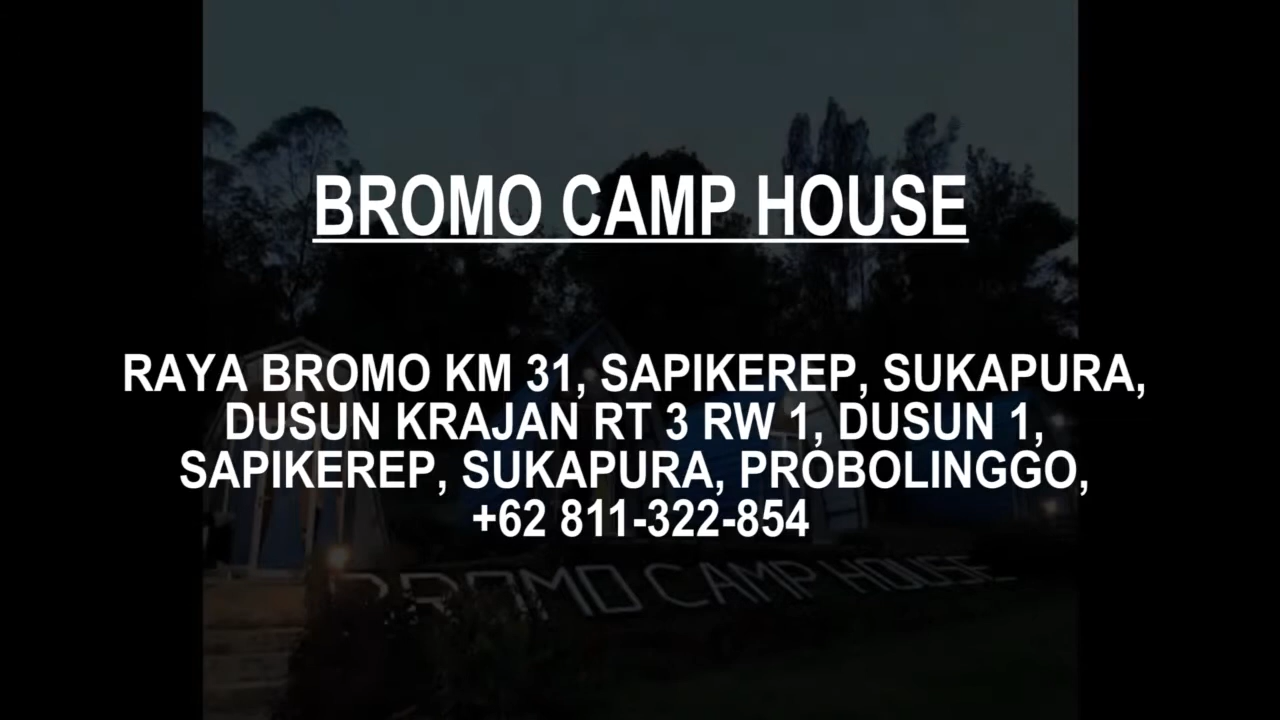 BROMO CAMP HOUSE
RAYA BROMO KM 31, SAPIKEREP, SUKAPURA,
DUSUN KRAJAN RT 3 RW 1, DUSUN 1,
SAPIKEREP, SUKAPURA, PROBOLINGGO,
+62 811-322-854
BROMO CAMP HOUSE